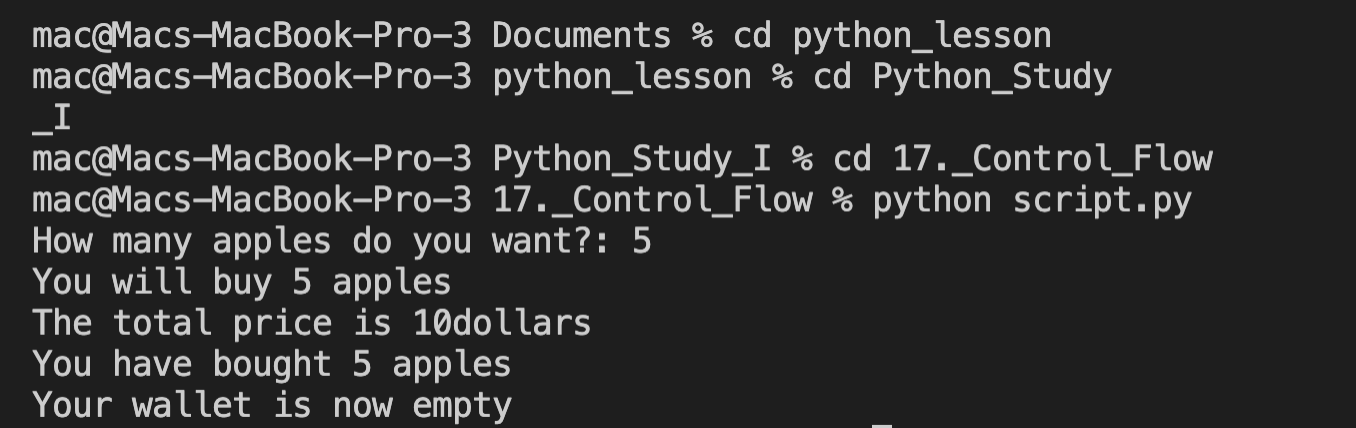 mac@Macs-MacBook-Pro-3 Documents % cd python_lesson
mac@Macs-MacBook-Pro-3 python_lesson % cd Python_Study
_I
mac@Macs-MacBook-Pro-3 Python_Study_I % cd 17._Control_Flow
mac@Macs-MacBook-Pro-3 17._Control_Flow % python script.py
How many apples do you want?: 5
You will buy 5 apples
The total price is 10dollars
You have bought 5 apples
Your wallet is now empty